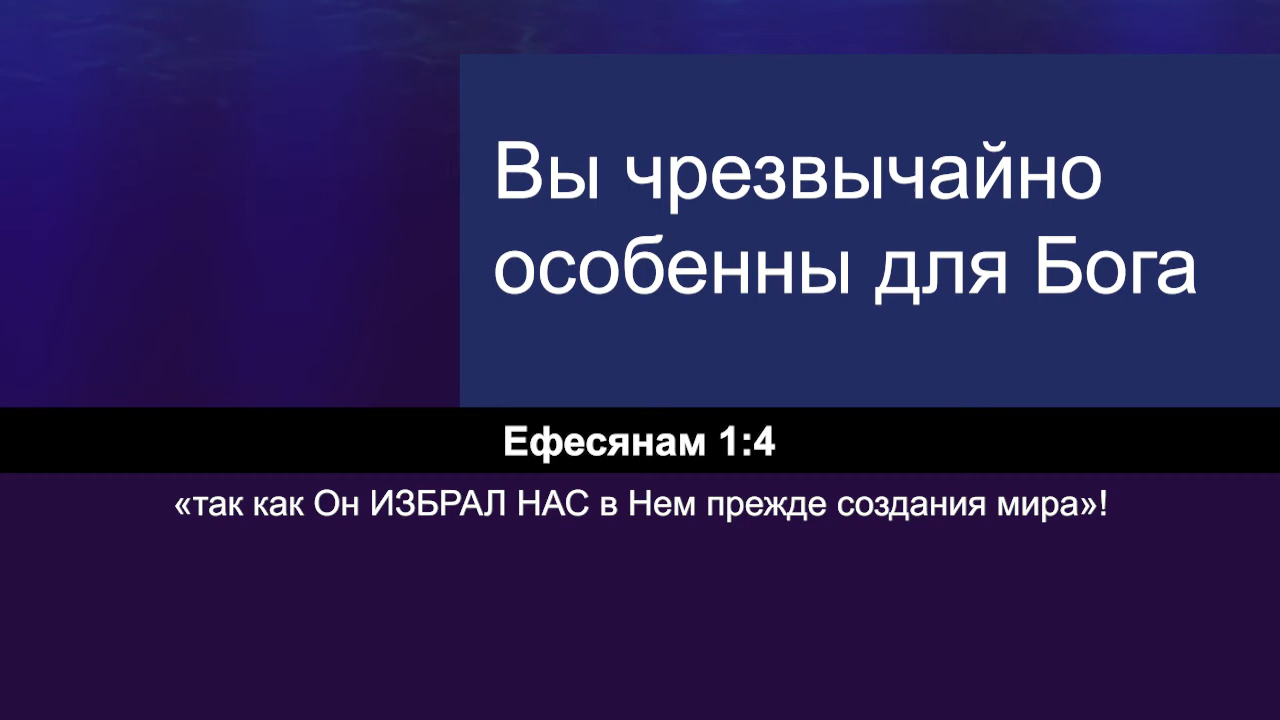 Вы чрезвычайно
особенны для Бога
Ефесянам 1:4
«так как Он ИЗБРАЛ НАС в Нем прежде создания мира»!